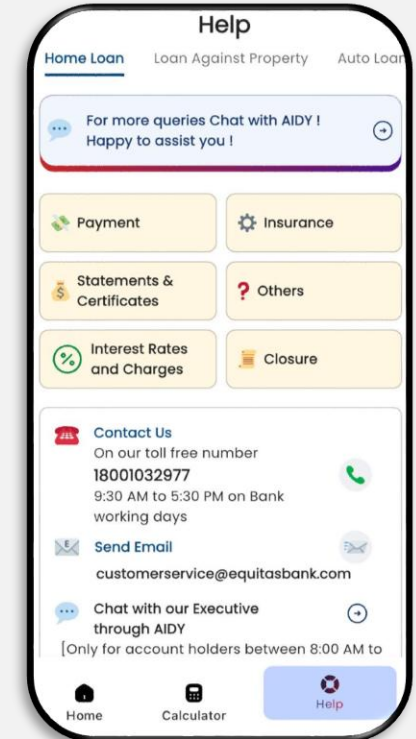 Help
Home Loan Loan Against Property Auto Loan
For more queries Chat with AIDY !
Happy to assist you !
Payment
Insurance
Statements &
Certificates
Others
Interest Rates
and Charges
Closure
Contact Us
On our toll free number
18001032977
9:30 AM to 5:30 PM on Bank
working days
Send Email
customerservice@equitasbank.com
Chat with our Executive
through AIDY
[Only for account holders between 8:00 AM to
Home Calculator Help